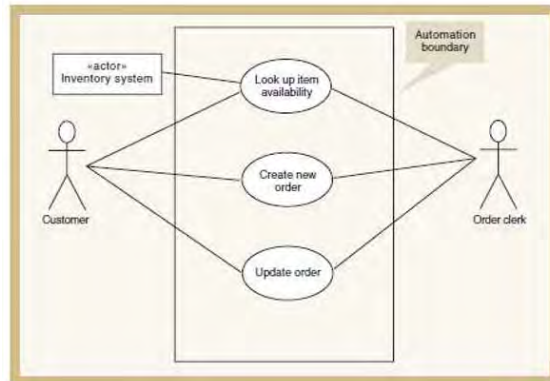 Automation
boundary
«actor»
Inventory system
Look up item
availability
Create new
order
Customer
Order clerk
Update order